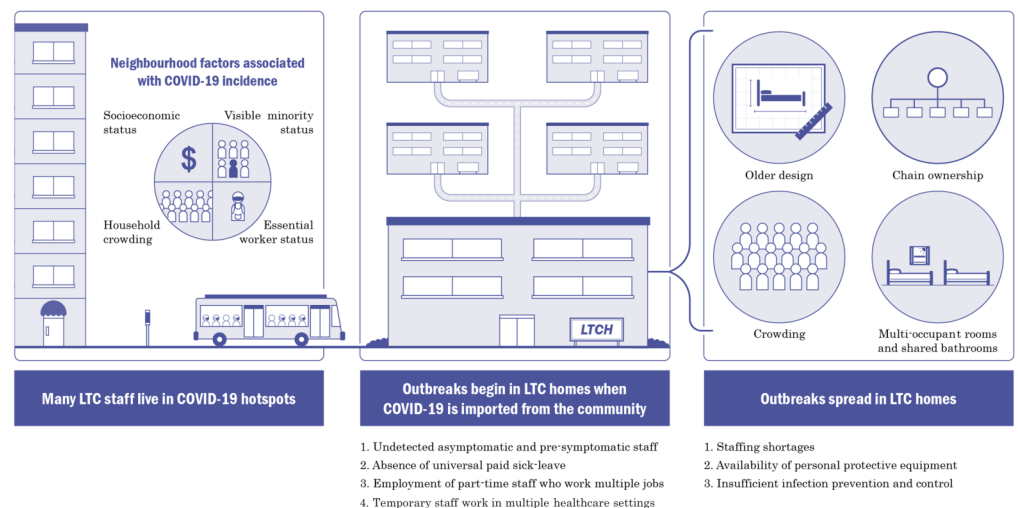 Neighbourhood factors associated
with COVID-19 incidence
Socioeconomic
status
Visible minority
status
$
Household
crowding
Essential
worker status
Many LTC staff live in COVID-19 hotspots
LTCH
Outbreaks begin in LTC homes when
COVID-19 is imported from the community
1. Undetected asymptomatic and pre-symptomatic staff
2. Absence of universal paid sick-leave
3. Employment of part-time staff who work multiple jobs
4. Temporary staff work in multiple healthcare settings
Older design
Chain ownership
Crowding
Multi-occupant rooms
and shared bathrooms
Outbreaks spread in LTC homes
1. Staffing shortages
2. Availability of personal protective equipment
3. Insufficient infection prevention and control